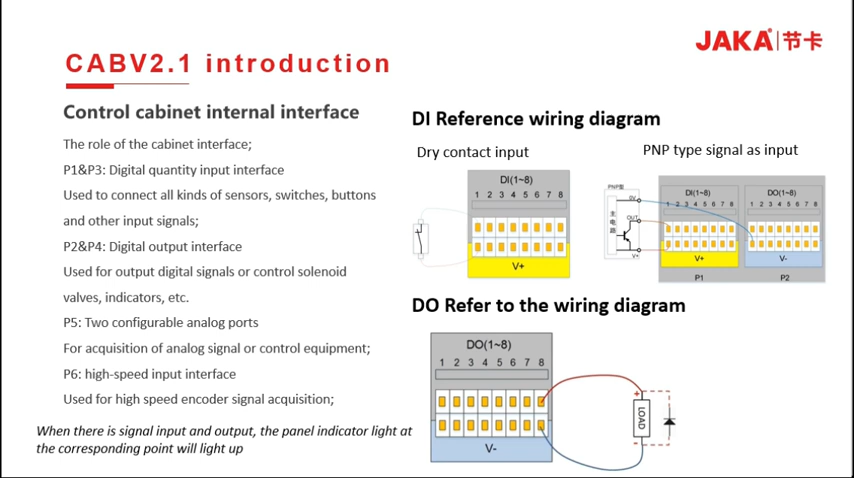 JAKA 节卡
CABV2.1 introduction
Control cabinet internal interface
The role of the cabinet interface;
P1&P3: Digital quantity input interface
Used to connect all kinds of sensors, switches, buttons
and other input signals;
P2&P4: Digital output interface
Used for output digital signals or control solenoid
valves, indicators, etc.
P5: Two configurable analog ports
For acquisition of analog signal or control equipment;
P6: high-speed input interface
Used for high speed encoder signal acquisition;
When there is signal input and output, the panel indicator light at
the corresponding point will light up
DI Reference wiring diagram
Dry contact input
DI(1~8)
1 2 3 4 5 6 7 8
V+
PNP type signal as input
PNP型
0V
主电路
OUT
V+
DI(1~8)
1 2 3 4 5 6 7 8
V+
P1
DO(1~8)
1 2 3 4 5 6 7 8
V-
P2
DO Refer to the wiring diagram
DO(1~8)
1 2 3 4 5 6 7 8
V-
+
LOAD
-